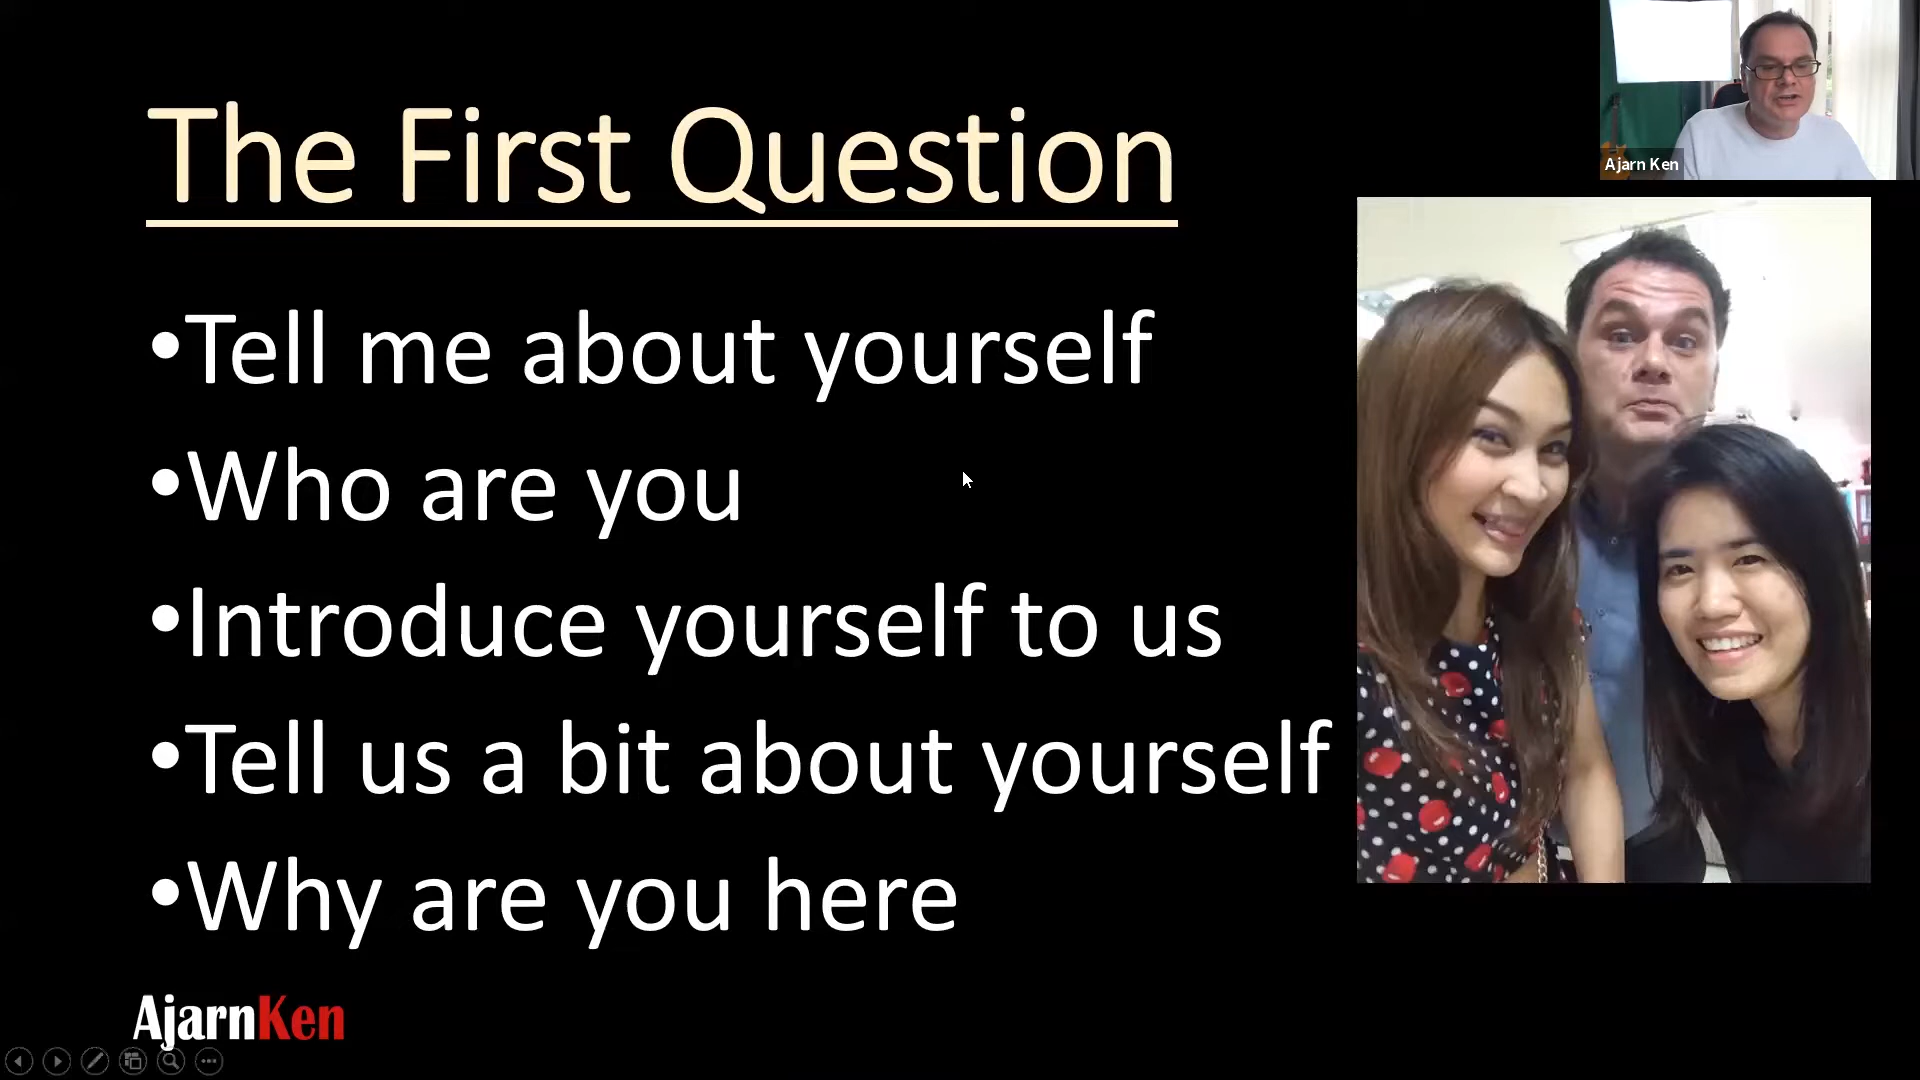 The First Question
•Tell me about yourself
•Who are you
•Introduce yourself to us
•Tell us a bit about yourself
•Why are you here
AjarnKen
Ajarn Ken